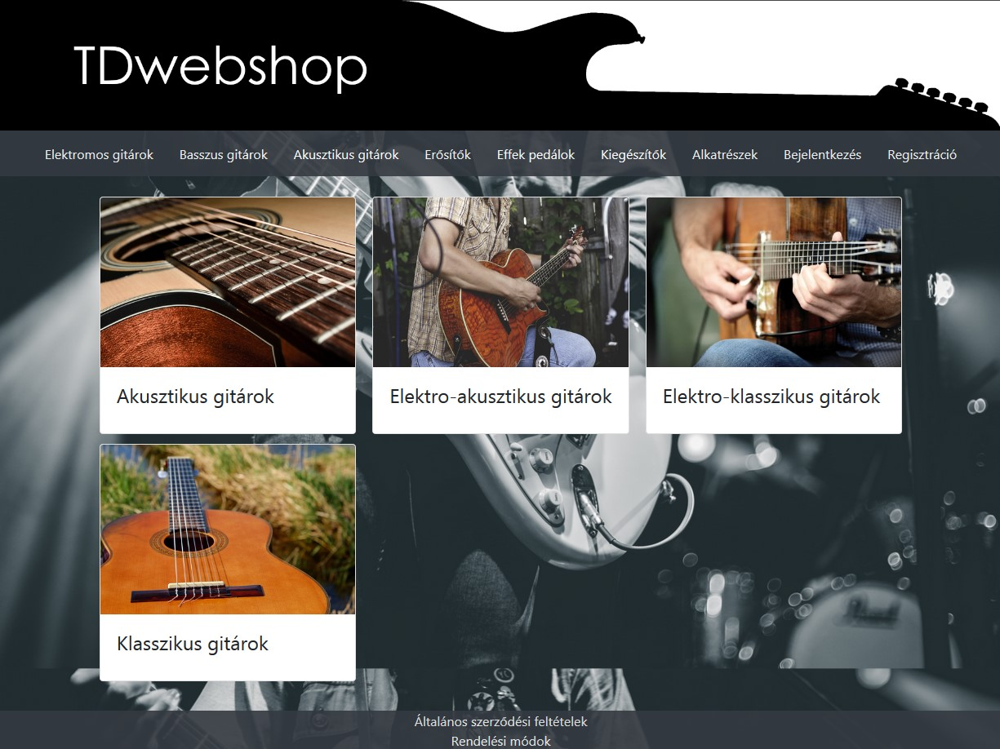 TDwebshop
Elektromos gitárok
Basszus gitárok
Akusztikus gitárok
Erősítők
Effek pedálok
Kiegészítők
Alkatrészek
Bejelentkezés
Regisztráció
Akusztikus gitárok
Elektro-akusztikus gitárok
Elektro-klasszikus gitárok
Klasszikus gitárok
Általános szerződési feltételek
Rendelési módok